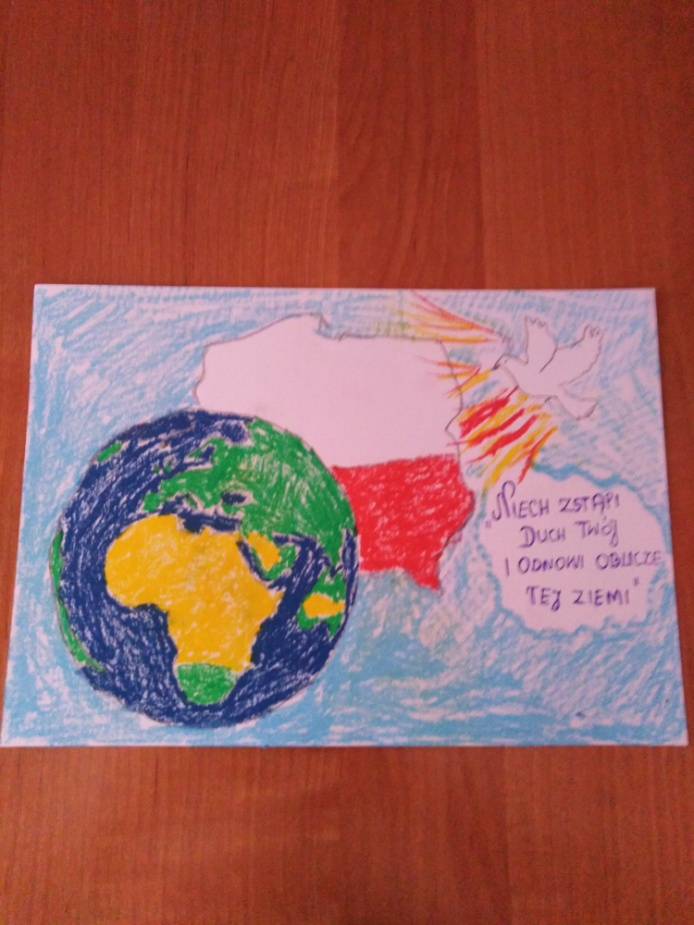 "NIECH ZSTĄPI
DUCH TWÓJ
I ODNOWI OBLICZE
TEJ ZIEMI"